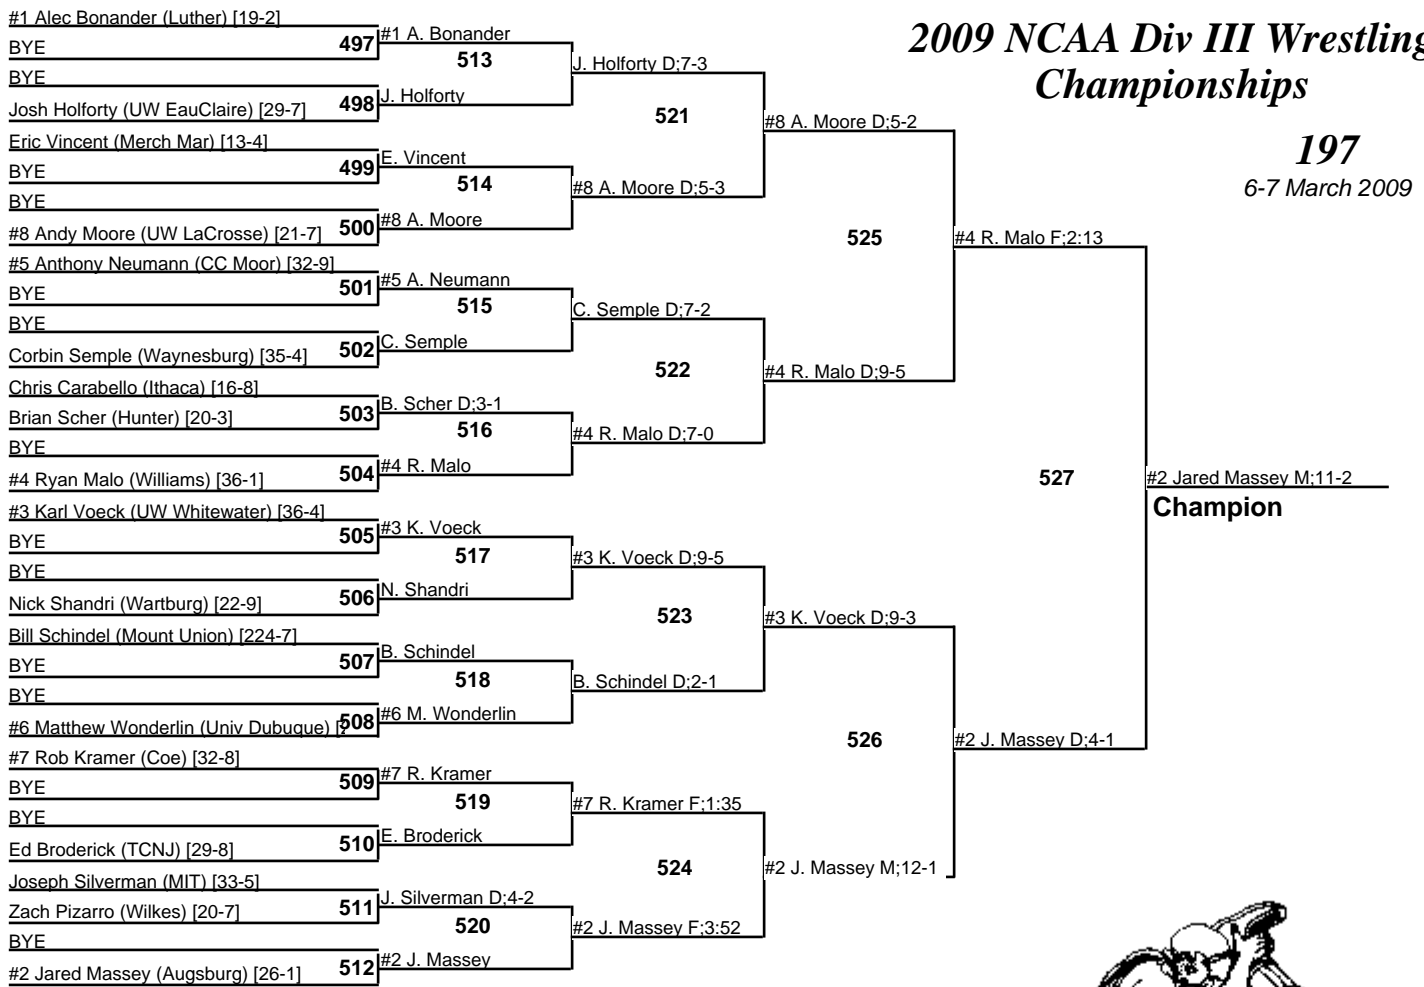 2009 NCAA Div III Wrestling
Championships
197
6-7 March 2009
#1 Alec Bonander (Luther) [19-2]
BYE
497
BYE
Josh Holforty (UW EauClaire) [29-7]
498
Eric Vincent (Merch Mar) [13-4]
BYE
499
BYE
#8 Andy Moore (UW LaCrosse) [21-7]
500
#5 Anthony Neumann (CC Moor) [32-9]
BYE
501
BYE
Corbin Semple (Waynesburg) [35-4]
502
Chris Carabello (Ithaca) [16-8]
Brian Scher (Hunter) [20-3]
503
BYE
#4 Ryan Malo (Williams) [36-1]
504
#3 Karl Voeck (UW Whitewater) [36-4]
BYE
505
BYE
Nick Shandri (Wartburg) [22-9]
506
Bill Schindel (Mount Union) [224-7]
BYE
507
BYE
#6 Matthew Wonderlin (Univ Dubuque)
508
#7 Rob Kramer (Coe) [32-8]
BYE
509
BYE
Ed Broderick (TCNJ) [29-8]
510
Joseph Silverman (MIT) [33-5]
Zach Pizarro (Wilkes) [20-7]
511
BYE
#2 Jared Massey (Augsburg) [26-1]
512
#1 A. Bonander
513
J. Holforty
E. Vincent
514
#8 A. Moore
#5 A. Neumann
515
C. Semple
B. Scher D;3-1
516
#4 R. Malo
#3 K. Voeck
517
N. Shandri
B. Schindel
518
#6 M. Wonderlin
#7 R. Kramer
519
E. Broderick
J. Silverman D;4-2
520
#2 J. Massey
J. Holforty D;7-3
521
#8 A. Moore D;5-3
C. Semple D;7-2
522
#4 R. Malo D;7-0
#3 K. Voeck D;9-5
523
B. Schindel D;2-1
#7 R. Kramer F;1:35
524
#2 J. Massey F;3:52
#8 A. Moore D;5-2
525
#4 R. Malo D;9-5
#3 K. Voeck D;9-3
526
#2 J. Massey M;12-1
#4 R. Malo F;2:13
527
#2 J. Massey D;4-1
#2 Jared Massey M;11-2
Champion